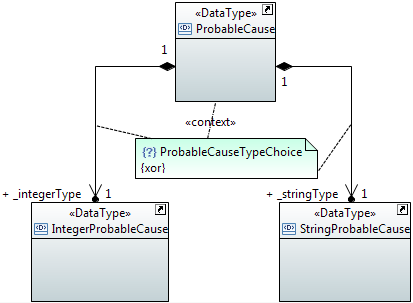 «DataType»
<D> ProbableCause
1
1
«context»
{?} ProbableCauseTypeChoice
{xor}
+ _integerType
1
+ _stringType
1
«DataType»
<D> IntegerProbableCause
«DataType»
<D> StringProbableCause